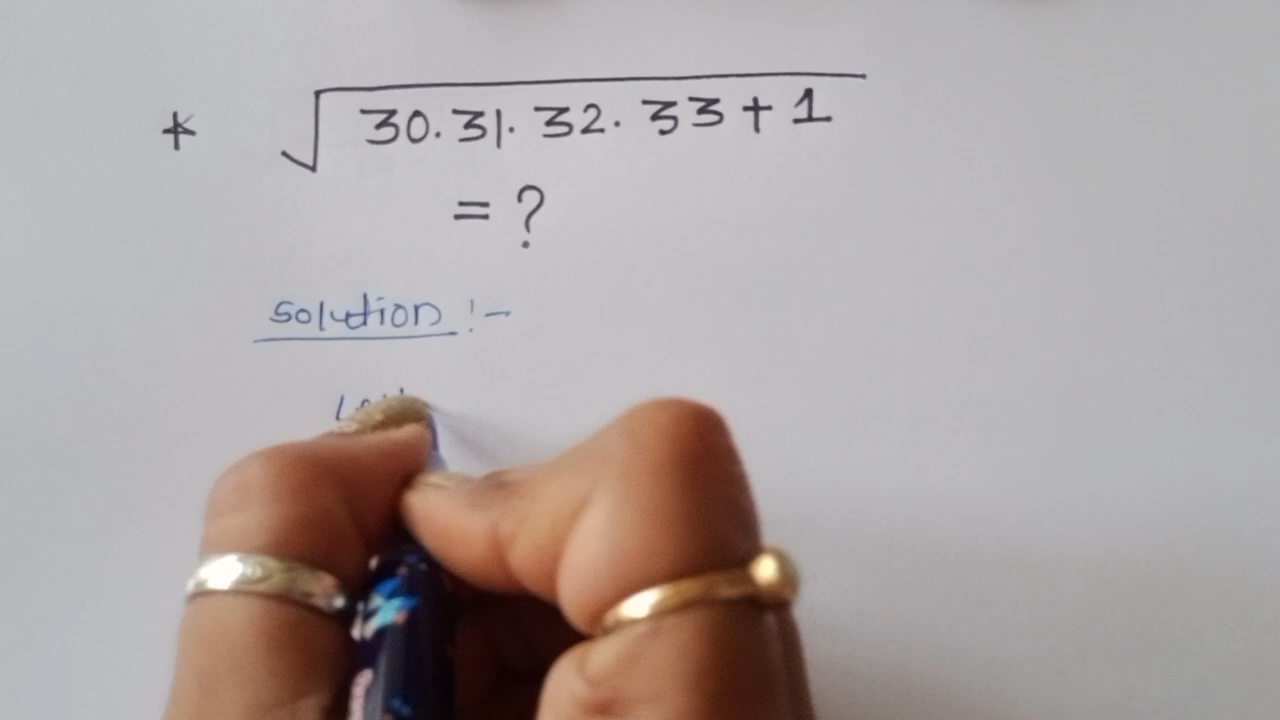 * √30.31.32.33+1
= ?
Solution :-